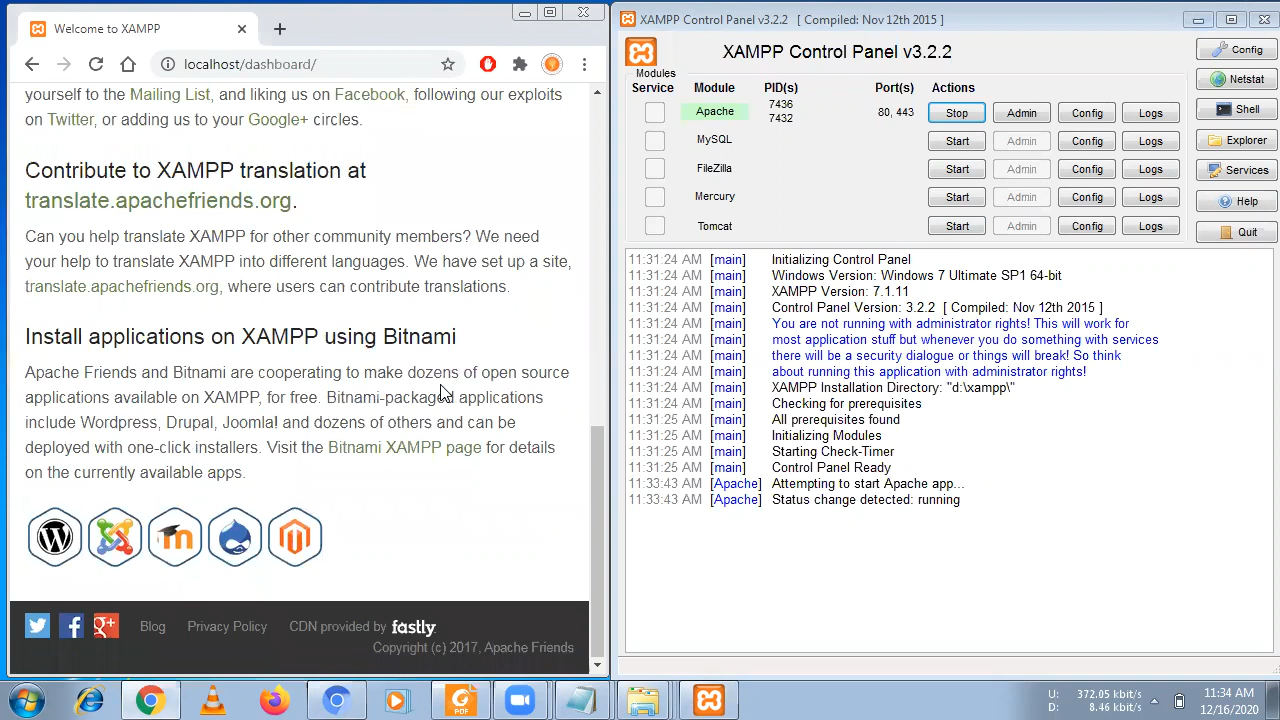 Welcome to XAMPP
localhost/dashboard/
yourself to the Mailing List, and liking us on Facebook, following our exploits
on Twitter, or adding us to your Google+ circles.
Contribute to XAMPP translation at
translate.apachefriends.org.
Can you help translate XAMPP for other community members? We need
your help to translate XAMPP into different languages. We have set up a site,
translate.apachefriends.org, where users can contribute translations.
Install applications on XAMPP using Bitnami
Apache Friends and Bitnami are cooperating to make dozens of open source
applications available on XAMPP, for free. Bitnami-packaged applications
include Wordpress, Drupal, Joomla! and dozens of others and can be
deployed with one-click installers. Visit the Bitnami XAMPP page for details
on the currently available apps.
Blog Privacy Policy CDN provided by fastly
Copyright (c) 2017, Apache Friends
XAMPP Control Panel v3.2.2 [ Compiled: Nov 12th 2015 ]
XAMPP Control Panel v3.2.2
Modules
Service Module PID(s) Port(s) Actions
Apache 7436 7432 80, 443 Stop Admin Config Logs
MySQL Start Admin Config Logs
FileZilla Start Admin Config Logs
Mercury Start Admin Config Logs
Tomcat Start Admin Config Logs
Config
Netstat
Shell
Explorer
Services
Help
Quit
11:31:24 AM [main] Initializing Control Panel
11:31:24 AM [main] Windows Version: Windows 7 Ultimate SP1 64-bit
11:31:24 AM [main] XAMPP Version: 7.1.11
11:31:24 AM [main] Control Panel Version: 3.2.2 [ Compiled: Nov 12th 2015 ]
11:31:24 AM [main] You are not running with administrator rights! This will work for
11:31:24 AM [main] most application stuff but whenever you do something with services
11:31:24 AM [main] there will be a security dialogue or things will break! So think
11:31:24 AM [main] about running this application with administrator rights!
11:31:24 AM [main] XAMPP Installation Directory: "d:\xampp\"
11:31:24 AM [main] Checking for prerequisites
11:31:25 AM [main] All prerequisites found
11:31:25 AM [main] Initializing Modules
11:31:25 AM [main] Starting Check-Timer
11:31:25 AM [main] Control Panel Ready
11:33:43 AM [Apache] Attempting to start Apache app...
11:33:43 AM [Apache] Status change detected: running
PDF
U: 372.05 kbit/s
D: 8.46 kbit/s
11:34 AM
12/16/2020